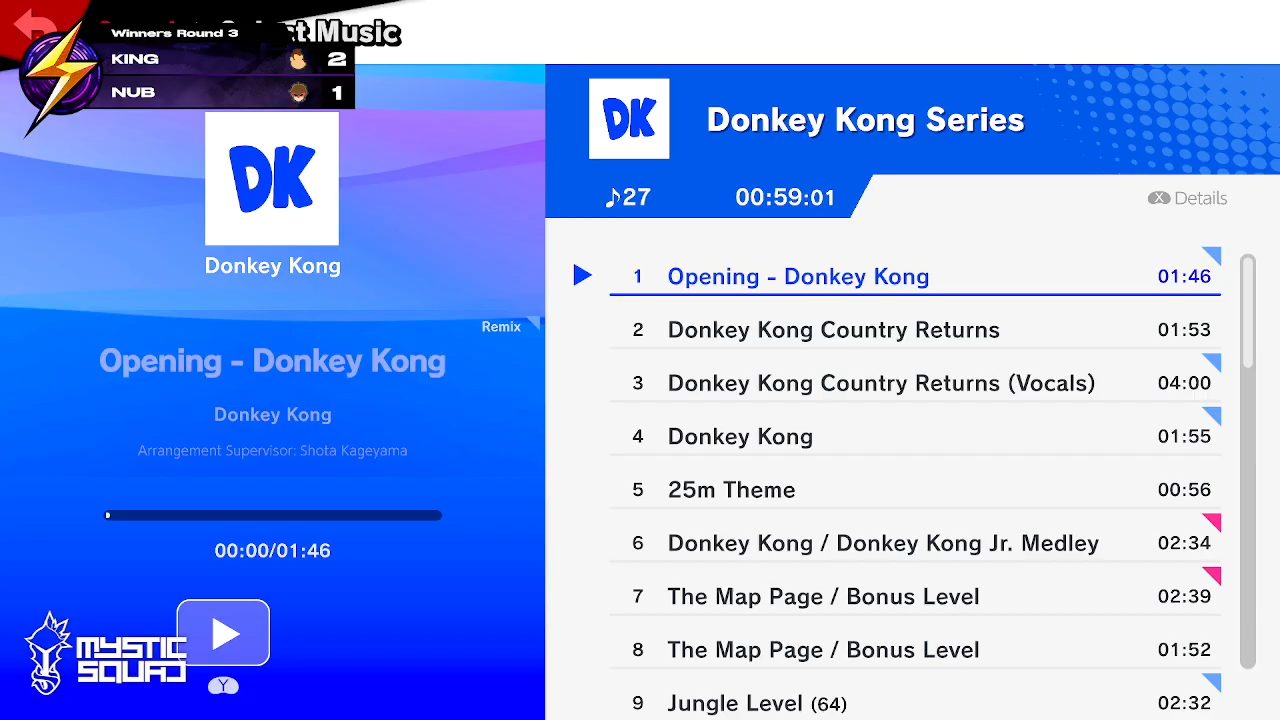 Winners Round 3
KING 2
NUB 1
st Music
DK
Donkey Kong
Remix
Opening - Donkey Kong
Donkey Kong
Arrangement Supervisor: Shota Kageyama
00:00/01:46
Y
MYSTIC
SQUAD
DK
Donkey Kong Series
♪27 00:59:01
X Details
1 Opening - Donkey Kong 01:46
2 Donkey Kong Country Returns 01:53
3 Donkey Kong Country Returns (Vocals) 04:00
4 Donkey Kong 01:55
5 25m Theme 00:56
6 Donkey Kong / Donkey Kong Jr. Medley 02:34
7 The Map Page / Bonus Level 02:39
8 The Map Page / Bonus Level 01:52
9 Jungle Level (64) 02:32